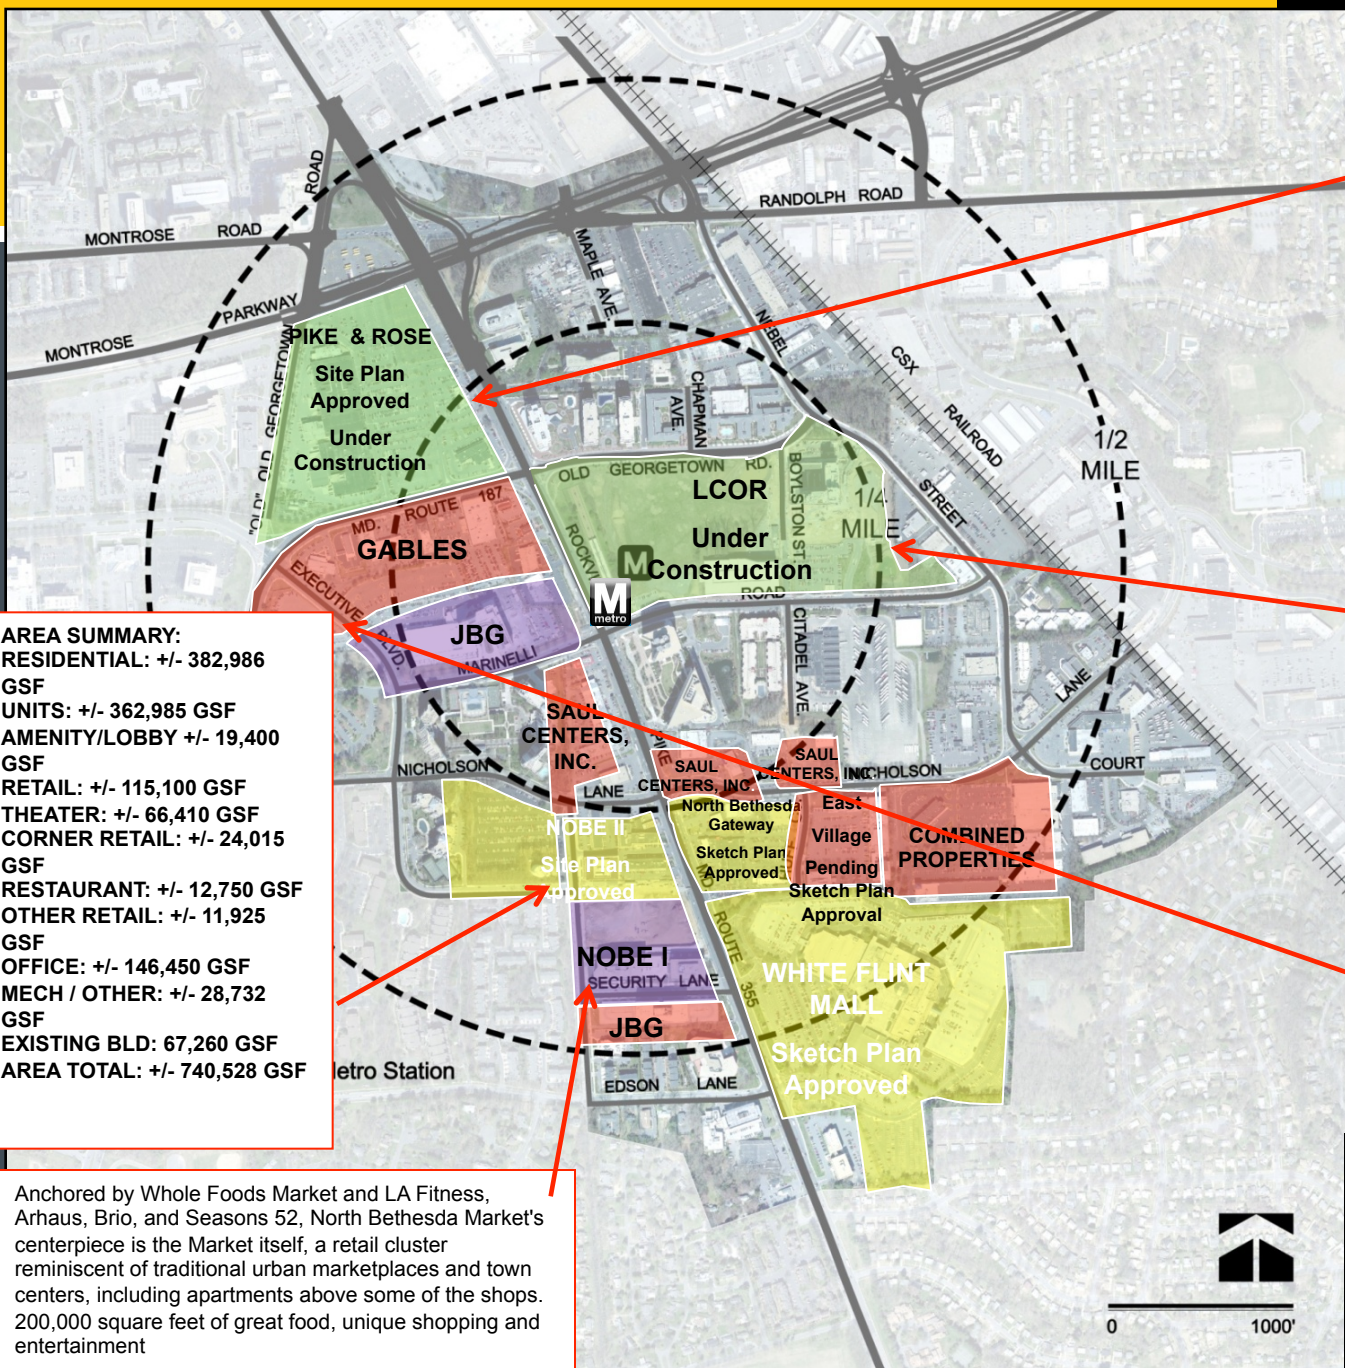 RANDOLPH ROAD
MONTROSE ROAD
ROAD
MAPLE AVE.
MONTROSE PARKWAY
NEBEL
STREET
CSX
RAILROAD
"OLD" OLD GEORGETOWN
PIKE & ROSE
Site Plan
Approved
Under
Construction
CHAPMAN
AVE.
1/2
MILE
OLD GEORGETOWN RD.
BOYLSTON ST
LCOR
1/4
MILE
Under
Construction
MD. ROUTE 187
GABLES
EXECUTIVE
BLVD.
ROCKV
M
M
metro
ROAD
JBG
MARINELLI
CITADEL AVE.
LANE
SAUL
CENTERS,
INC.
PIKE
SAUL
CENTERS, INC.
SAUL
CENTERS, INC.
NICHOLSON
COURT
NICHOLSON
LANE
North Bethesda
Gateway
Sketch Plan
Approved
East
Village
Pending
Sketch Plan
Approval
COMBINED
PROPERTIES
NOBE II
Site Plan
Approved
MD.
ROUTE
355
NOBE I
SECURITY LANE
WHITE FLINT
MALL
Sketch Plan
Approved
JBG
EDSON LANE
etro Station
AREA SUMMARY:
RESIDENTIAL: +/- 382,986
GSF
UNITS: +/- 362,985 GSF
AMENITY/LOBBY +/- 19,400
GSF
RETAIL: +/- 115,100 GSF
THEATER: +/- 66,410 GSF
CORNER RETAIL: +/- 24,015
GSF
RESTAURANT: +/- 12,750 GSF
OTHER RETAIL: +/- 11,925
GSF
OFFICE: +/- 146,450 GSF
MECH / OTHER: +/- 28,732
GSF
EXISTING BLD: 67,260 GSF
AREA TOTAL: +/- 740,528 GSF
Anchored by Whole Foods Market and LA Fitness,
Arhaus, Brio, and Seasons 52, North Bethesda Market's
centerpiece is the Market itself, a retail cluster
reminiscent of traditional urban marketplaces and town
centers, including apartments above some of the shops.
200,000 square feet of great food, unique shopping and
entertainment
0 1000'